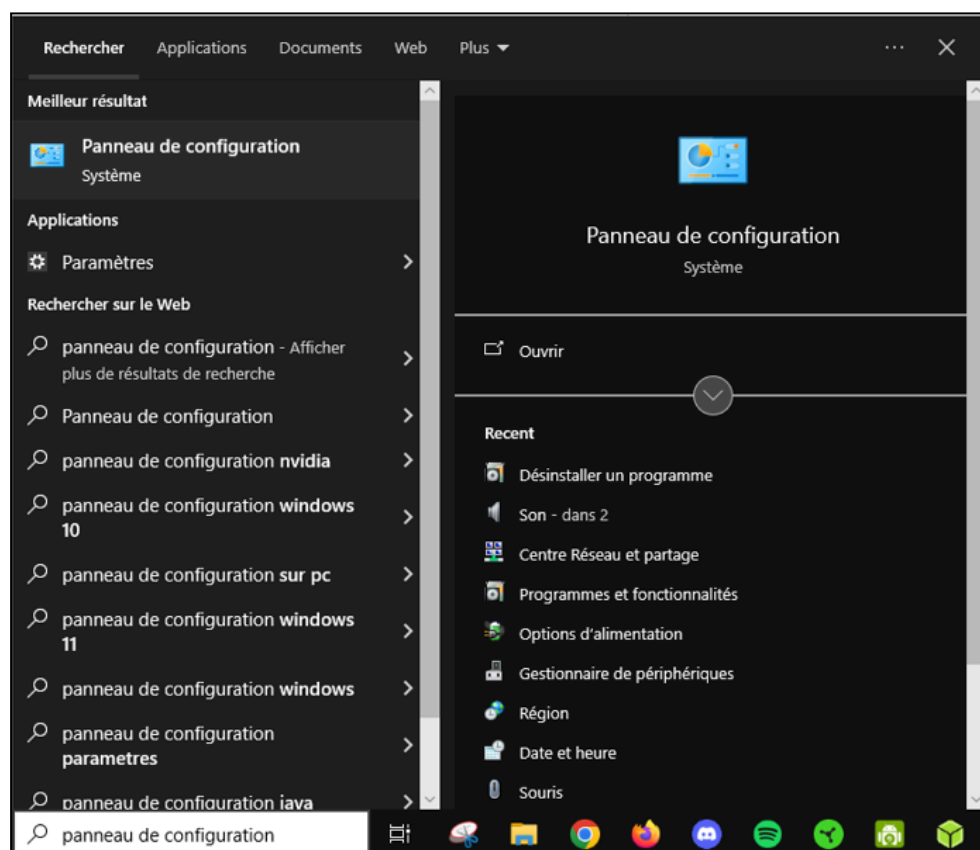 Rechercher Applications Documents Web Plus
Meilleur résultat
Panneau de configuration
Système
Applications
Paramètres
Rechercher sur le Web
panneau de configuration - Afficher
plus de résultats de recherche
Panneau de configuration
panneau de configuration nvidia
panneau de configuration windows
10
panneau de configuration sur pc
panneau de configuration windows
11
panneau de configuration windows
panneau de configuration
parametres
panneau de configuration java
panneau de configuration
Panneau de configuration
Système
Ouvrir
Recent
Désinstaller un programme
Son - dans 2
Centre Réseau et partage
Programmes et fonctionnalités
Options d'alimentation
Gestionnaire de périphériques
Région
Date et heure
Souris